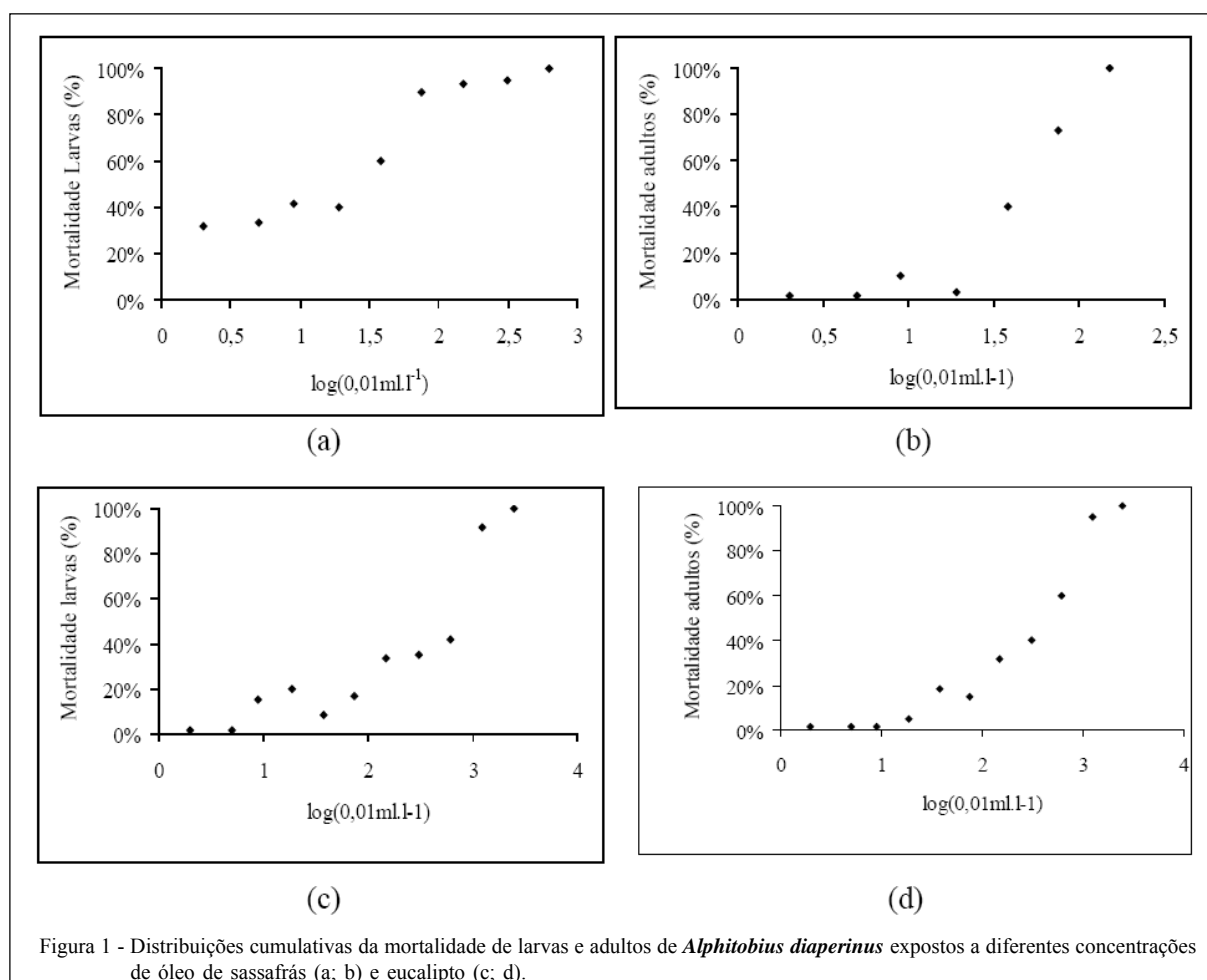 Mortalidade Larvas (%)
100%
80%
60%
40%
20%
0%
0 0,5 1 1,5 2 2,5 3
log(0,01ml.l⁻¹)
(a)
Mortalidade adultos (%)
100%
80%
60%
40%
20%
0%
0 0,5 1 1,5 2 2,5
log(0,01ml.l-1)
(b)
Mortalidade larvas (%)
100%
80%
60%
40%
20%
0%
0 1 2 3 4
log(0,01ml.l-1)
(c)
Mortalidade adultos (%)
100%
80%
60%
40%
20%
0%
0 1 2 3 4
log(0,01ml.l-1)
(d)
Figura 1 - Distribuições cumulativas da mortalidade de larvas e adultos de Alphitobius diaperinus expostos a diferentes concentrações
de óleo de sassafrás (a; b) e eucalipto (c; d).